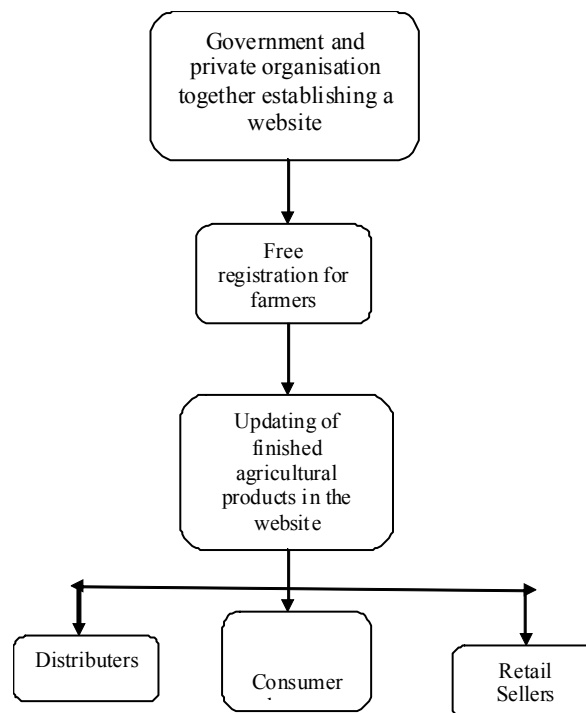 Government and
private organisation
together establishing a
website
Free
registration for
farmers
Updating of
finished
agricultural
products in the
website
Distributers
Consumer
Retail
Sellers